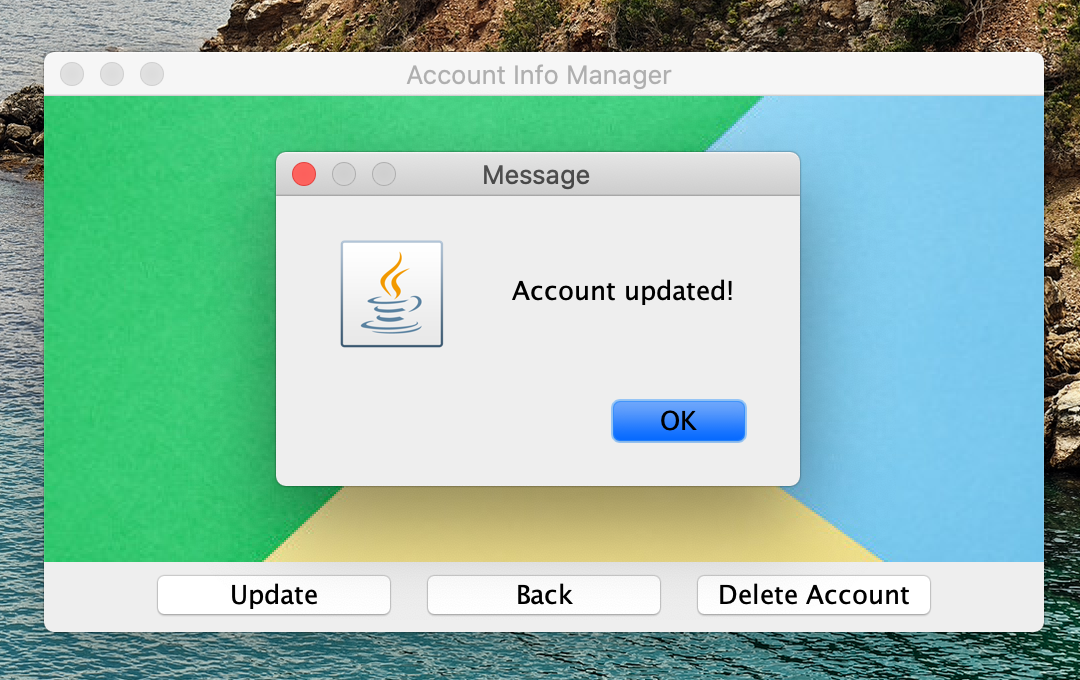 Account Info Manager
Message
Account updated!
OK
Update
Back
Delete Account